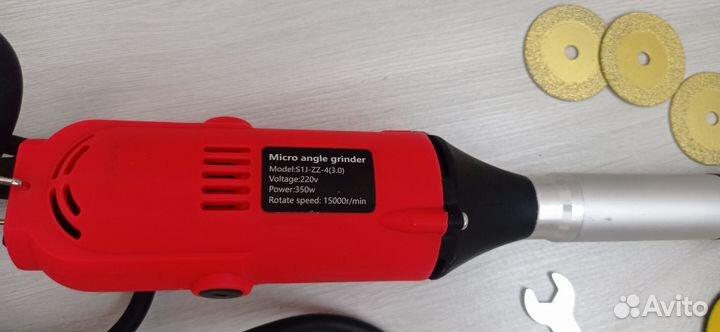 Micro angle grinder
Model:S1J-ZZ-4(3.0)
Voltage:220v
Power:350w
Rotate speed: 15000r/min
Avito